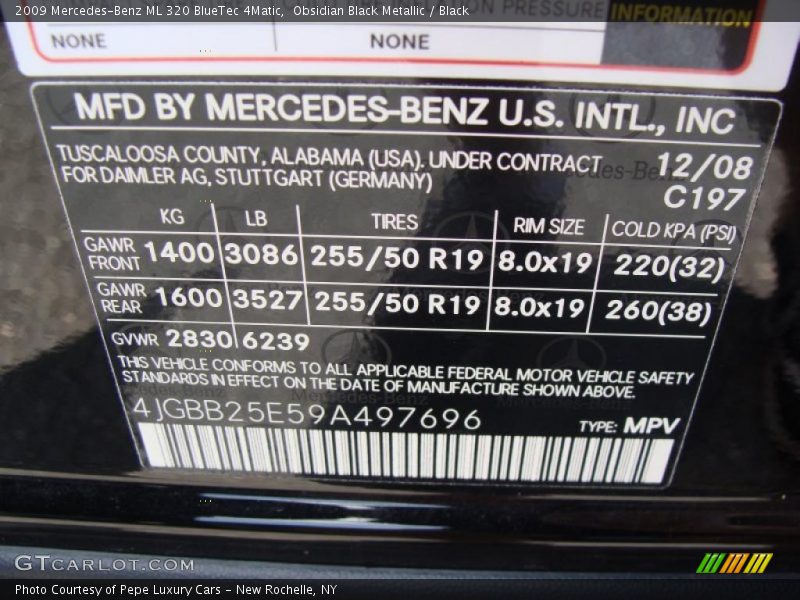 2009 Mercedes-Benz ML 320 BlueTec 4Matic, Obsidian Black Metallic / Black
ON PRESSURE INFORMATION
NONE NONE
MFD BY MERCEDES-BENZ U.S. INTL., INC
TUSCALOOSA COUNTY, ALABAMA (USA), UNDER CONTRACT 12/08
FOR DAIMLER AG, STUTTGART (GERMANY) C197
KG LB TIRES RIM SIZE COLD KPA (PSI)
GAWR FRONT 1400 3086 255/50 R19 8.0x19 220(32)
GAWR REAR 1600 3527 255/50 R19 8.0x19 260(38)
GVWR 2830 6239
THIS VEHICLE CONFORMS TO ALL APPLICABLE FEDERAL MOTOR VEHICLE SAFETY
STANDARDS IN EFFECT ON THE DATE OF MANUFACTURE SHOWN ABOVE.
4JGBB25E59A497696 TYPE: MPV
GTCARLOT.COM
Photo Courtesy of Pepe Luxury Cars - New Rochelle, NY